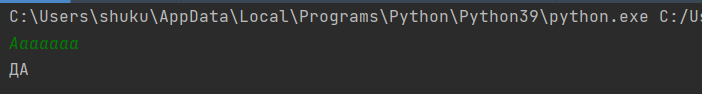 C:\Users\shuku\AppData\Local\Programs\Python\Python39\python.exe C:/Us
Ааааааа
ДА